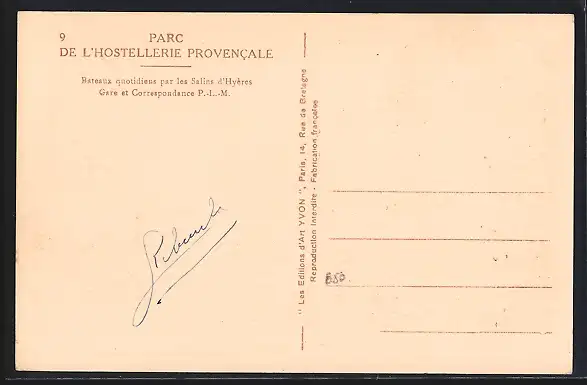 9 PARC
DE L'HOSTELLERIE PROVENÇALE
Bateaux quotidiens par les Salins d'Hyères
Gare et Correspondance P.-L.-M.
" Les Editions d'Art YVON ", Paris, 14, Rue de Bretagne
Reproduction Interdite - Fabrication française